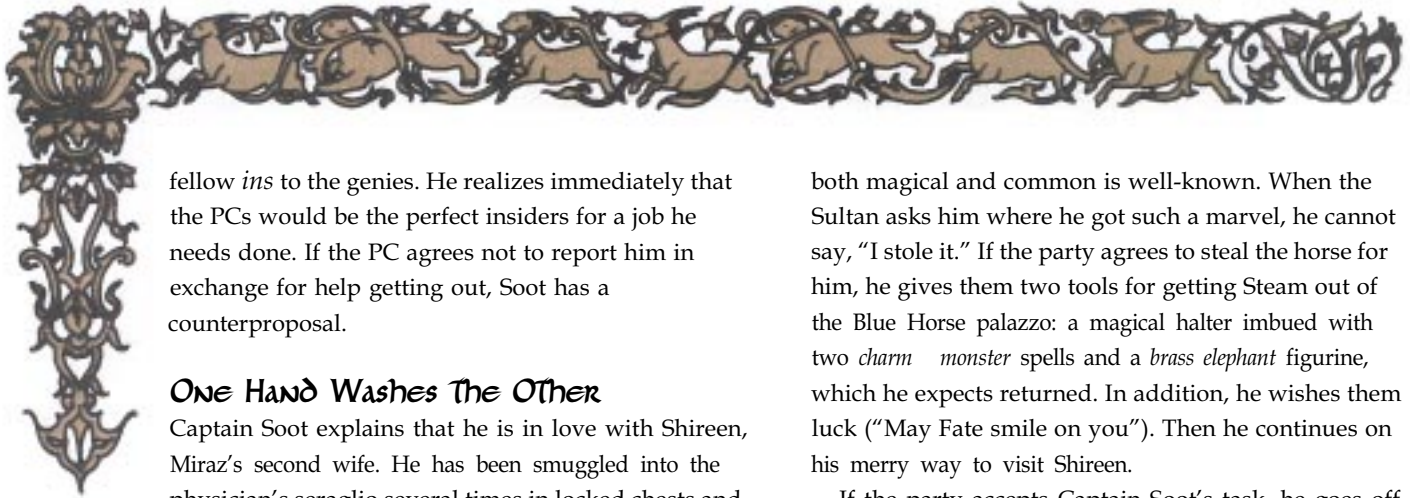 fellow ins to the genies. He realizes immediately that
the PCs would be the perfect insiders for a job he
needs done. If the PC agrees not to report him in
exchange for help getting out, Soot has a
counterproposal.
One Hand Washes The Other
Captain Soot explains that he is in love with Shireen,
Miraz’s second wife. He has been smuggled into the
physician’s seraglio several times in locked chests and
both magical and common is well-known. When the
Sultan asks him where he got such a marvel, he cannot
say, “I stole it.” If the party agrees to steal the horse for
him, he gives them two tools for getting Steam out of
the Blue Horse palazzo: a magical halter imbued with
two charm monster spells and a brass elephant figurine,
which he expects returned. In addition, he wishes them
luck (“May Fate smile on you”). Then he continues on
his merry way to visit Shireen.
If the party accepts Captain Soot’s task, he goes off